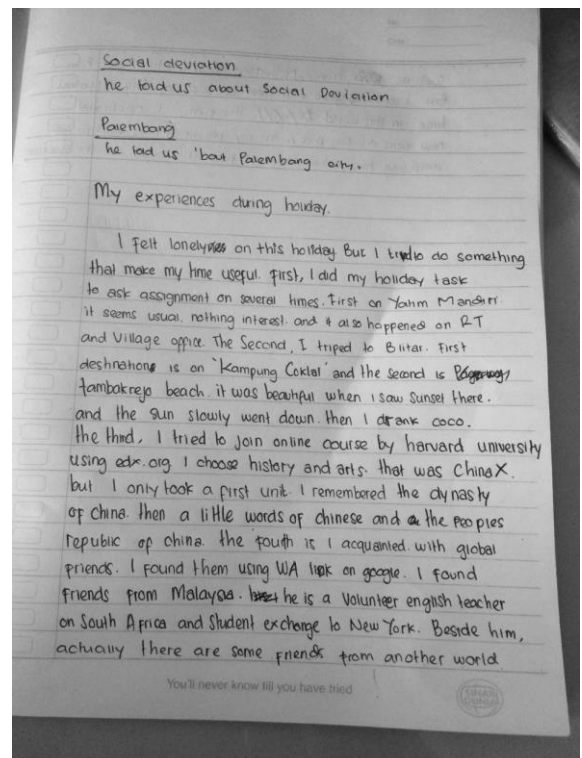 Social deviation
he told us about Social Deviation
Palembang
he told us 'bout Palembang city.
My experiences during holiday.
I felt lonelyness on this holiday But I tried to do something
that make my time useful. first, I did my holiday task
to ask assignment on several times. First on Yatim Mandiri
it seems usual. nothing interest. and it also happened on RT
and Village office. The Second, I triped to Blitar. First
destinations is on "Kampung Coklat" and the second is
tambakrejo beach. it was beautiful when I saw Sunset there.
and the sun slowly went down. then I drank coco.
the third, I tried to join online course by harvard university
using edx.org I choose history and arts. that was ChinaX.
but I only took a first unit. I remembered the dynasty
of china. then a little words of chinese and the Peoples
republic of china. the fouth is I acquainted with global
friends. I found them using WA link on google. I found
friends from Malaysia. he is a Volunteer english teacher
on South Africa and Student exchange to New York. Beside him,
actually there are some friends from another world
You'll never know till you have tried
SINAR
DUNIA